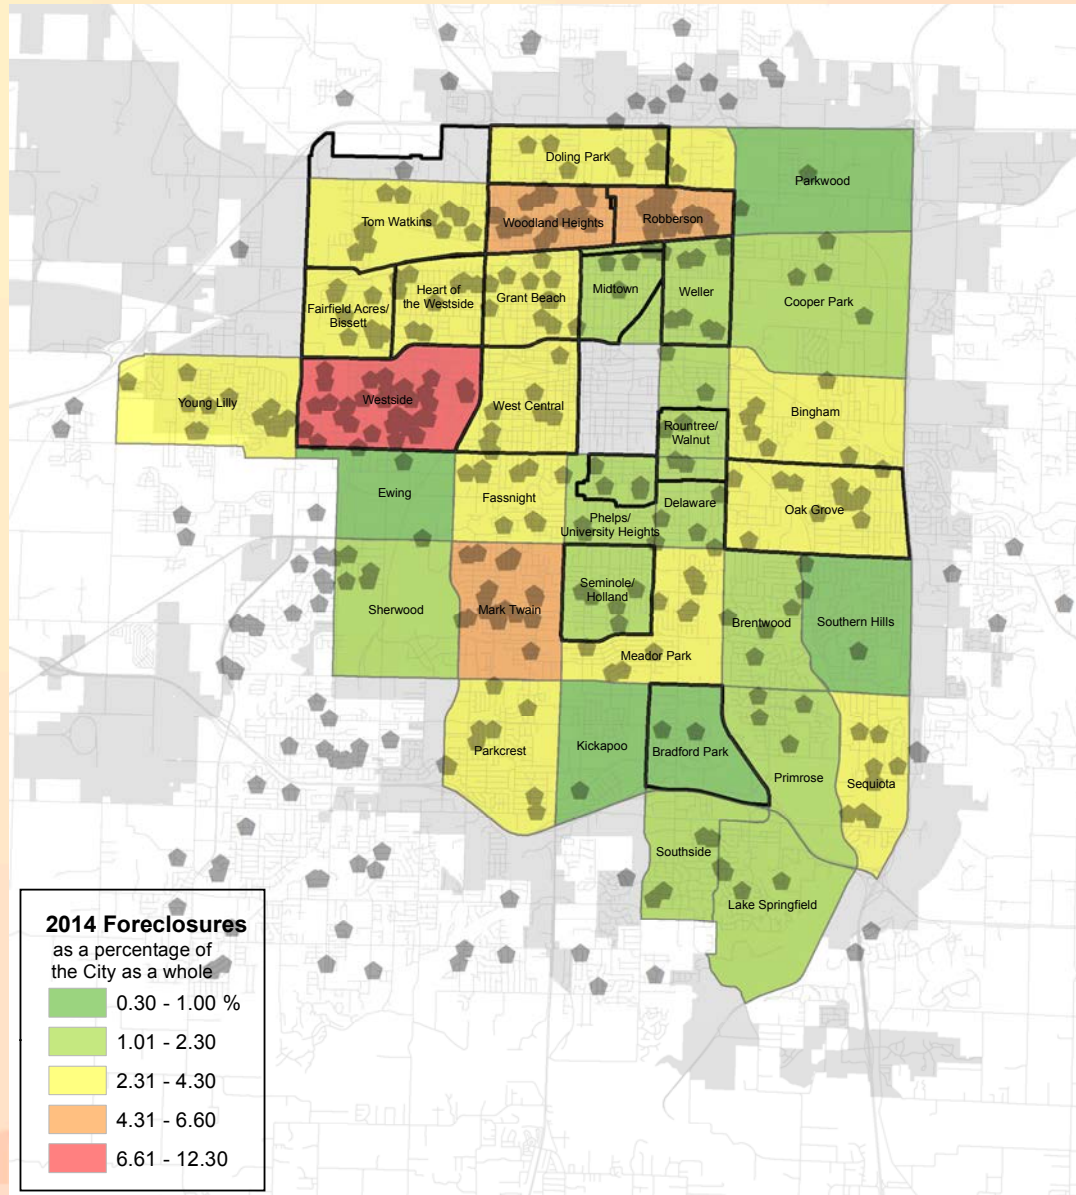 Doling Park
Parkwood
Tom Watkins
Woodland Heights
Robberson
Fairfield Acres/
Bissett
Heart of
the Westside
Grant Beach
Midtown
Weller
Cooper Park
Young Lilly
Westside
West Central
Rountree/
Walnut
Bingham
Ewing
Fassnight
Phelps/
University Heights
Delaware
Oak Grove
Sherwood
Mark Twain
Seminole/
Holland
Brentwood
Southern Hills
Meador Park
Parkcrest
Kickapoo
Bradford Park
Primrose
Sequiota
Southside
Lake Springfield
2014 Foreclosures
as a percentage of
the City as a whole
0.30 - 1.00 %
1.01 - 2.30
2.31 - 4.30
4.31 - 6.60
6.61 - 12.30